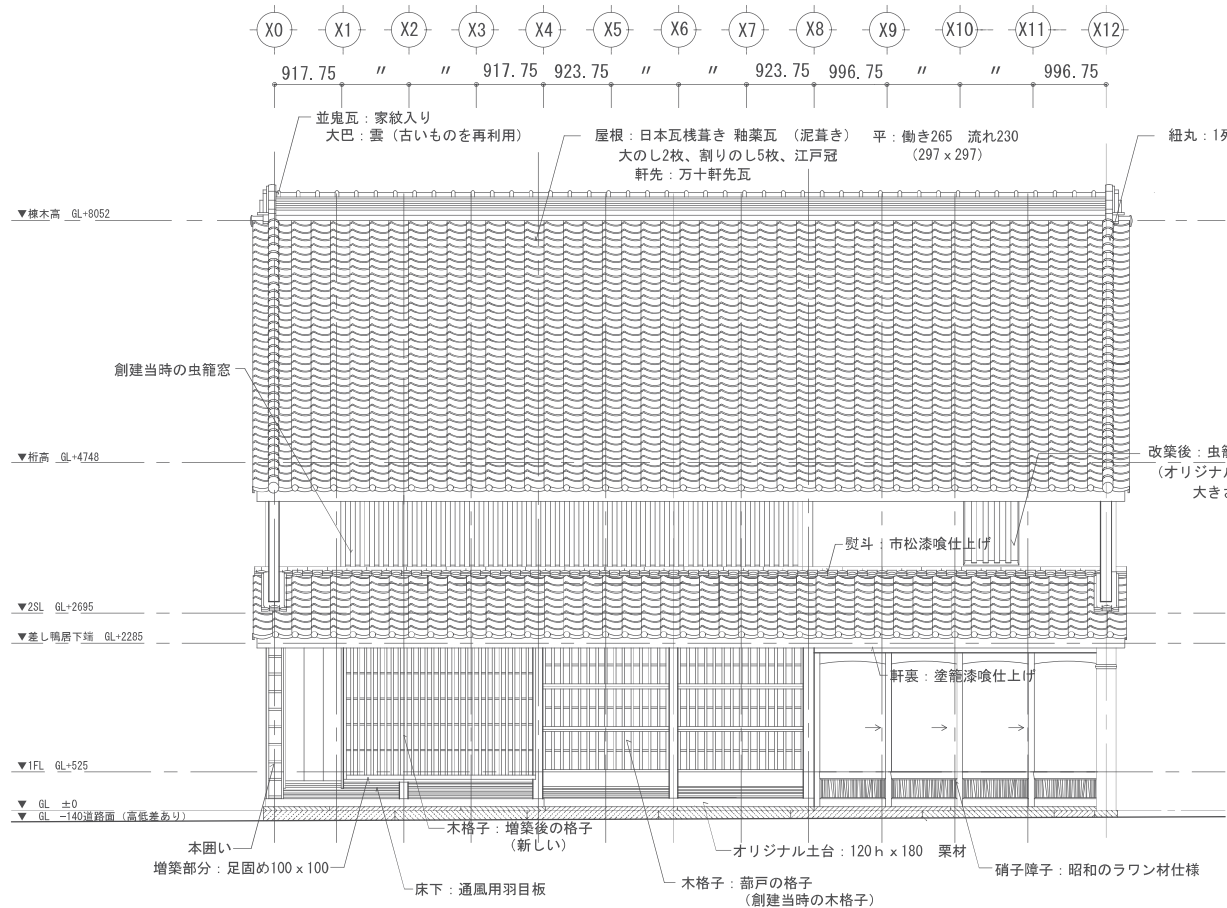 X0 X1 X2 X3 X4 X5 X6 X7 X8 X9 X10 X11 X12
917.75 〃 〃 917.75 923.75 〃 〃 923.75 996.75 〃 〃 996.75
並鬼瓦：家紋入り
大巴：雲（古いものを再利用）
屋根：日本瓦桟葺き 釉薬瓦 （泥葺き） 平：働き265 流れ230
(297 x 297)
大のし2枚、割りのし5枚、江戸冠
軒先：万十軒先瓦
紐丸：1列
▼棟木高 GL+8052
創建当時の虫籠窓
▼桁高 GL+4748
改築後：虫籠
(オリジナル
大きさ
熨斗：市松漆喰仕上げ
▼2SL GL+2695
▼差し鴨居下端 GL+2285
軒裏：塗籠漆喰仕上げ
▼1FL GL+525
▼ GL ±0
▼ GL -140道路面（高低差あり）
木格子：増築後の格子
(新しい)
本囲い
増築部分：足固め100 x 100
床下：通風用羽目板
オリジナル土台：120ｈ x 180 栗材
木格子：蔀戸の格子
(創建当時の木格子)
硝子障子：昭和のラワン材仕様